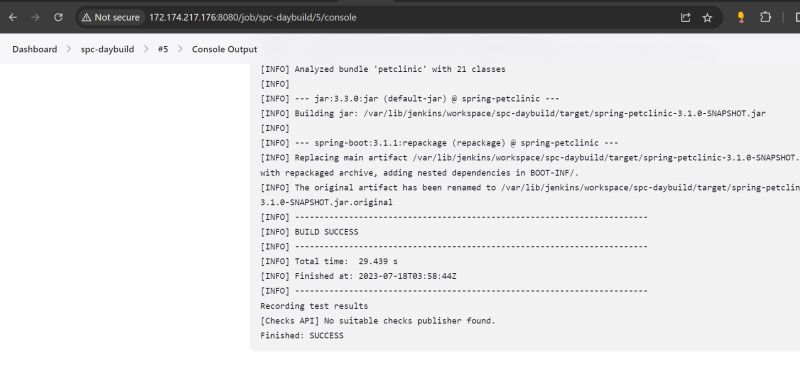 Not secure 172.174.217.176:8080/job/spc-daybuild/5/console
Dashboard > spc-daybuild > #5 > Console Output
[INFO] Analyzed bundle 'petclinic' with 21 classes
[INFO]
[INFO] --- jar:3.3.0:jar (default-jar) @ spring-petclinic ---
[INFO] Building jar: /var/lib/jenkins/workspace/spc-daybuild/target/spring-petclinic-3.1.0-SNAPSHOT.jar
[INFO]
[INFO] --- spring-boot:3.1.1:repackage (repackage) @ spring-petclinic ---
[INFO] Replacing main artifact /var/lib/jenkins/workspace/spc-daybuild/target/spring-petclinic-3.1.0-SNAPSHOT.
with repackaged archive, adding nested dependencies in BOOT-INF/.
[INFO] The original artifact has been renamed to /var/lib/jenkins/workspace/spc-daybuild/target/spring-petclin
3.1.0-SNAPSHOT.jar.original
[INFO] ------------------------------------------------------------------------
[INFO] BUILD SUCCESS
[INFO] ------------------------------------------------------------------------
[INFO] Total time:  29.439 s
[INFO] Finished at: 2023-07-18T03:58:44Z
[INFO] ------------------------------------------------------------------------
Recording test results
[Checks API] No suitable checks publisher found.
Finished: SUCCESS